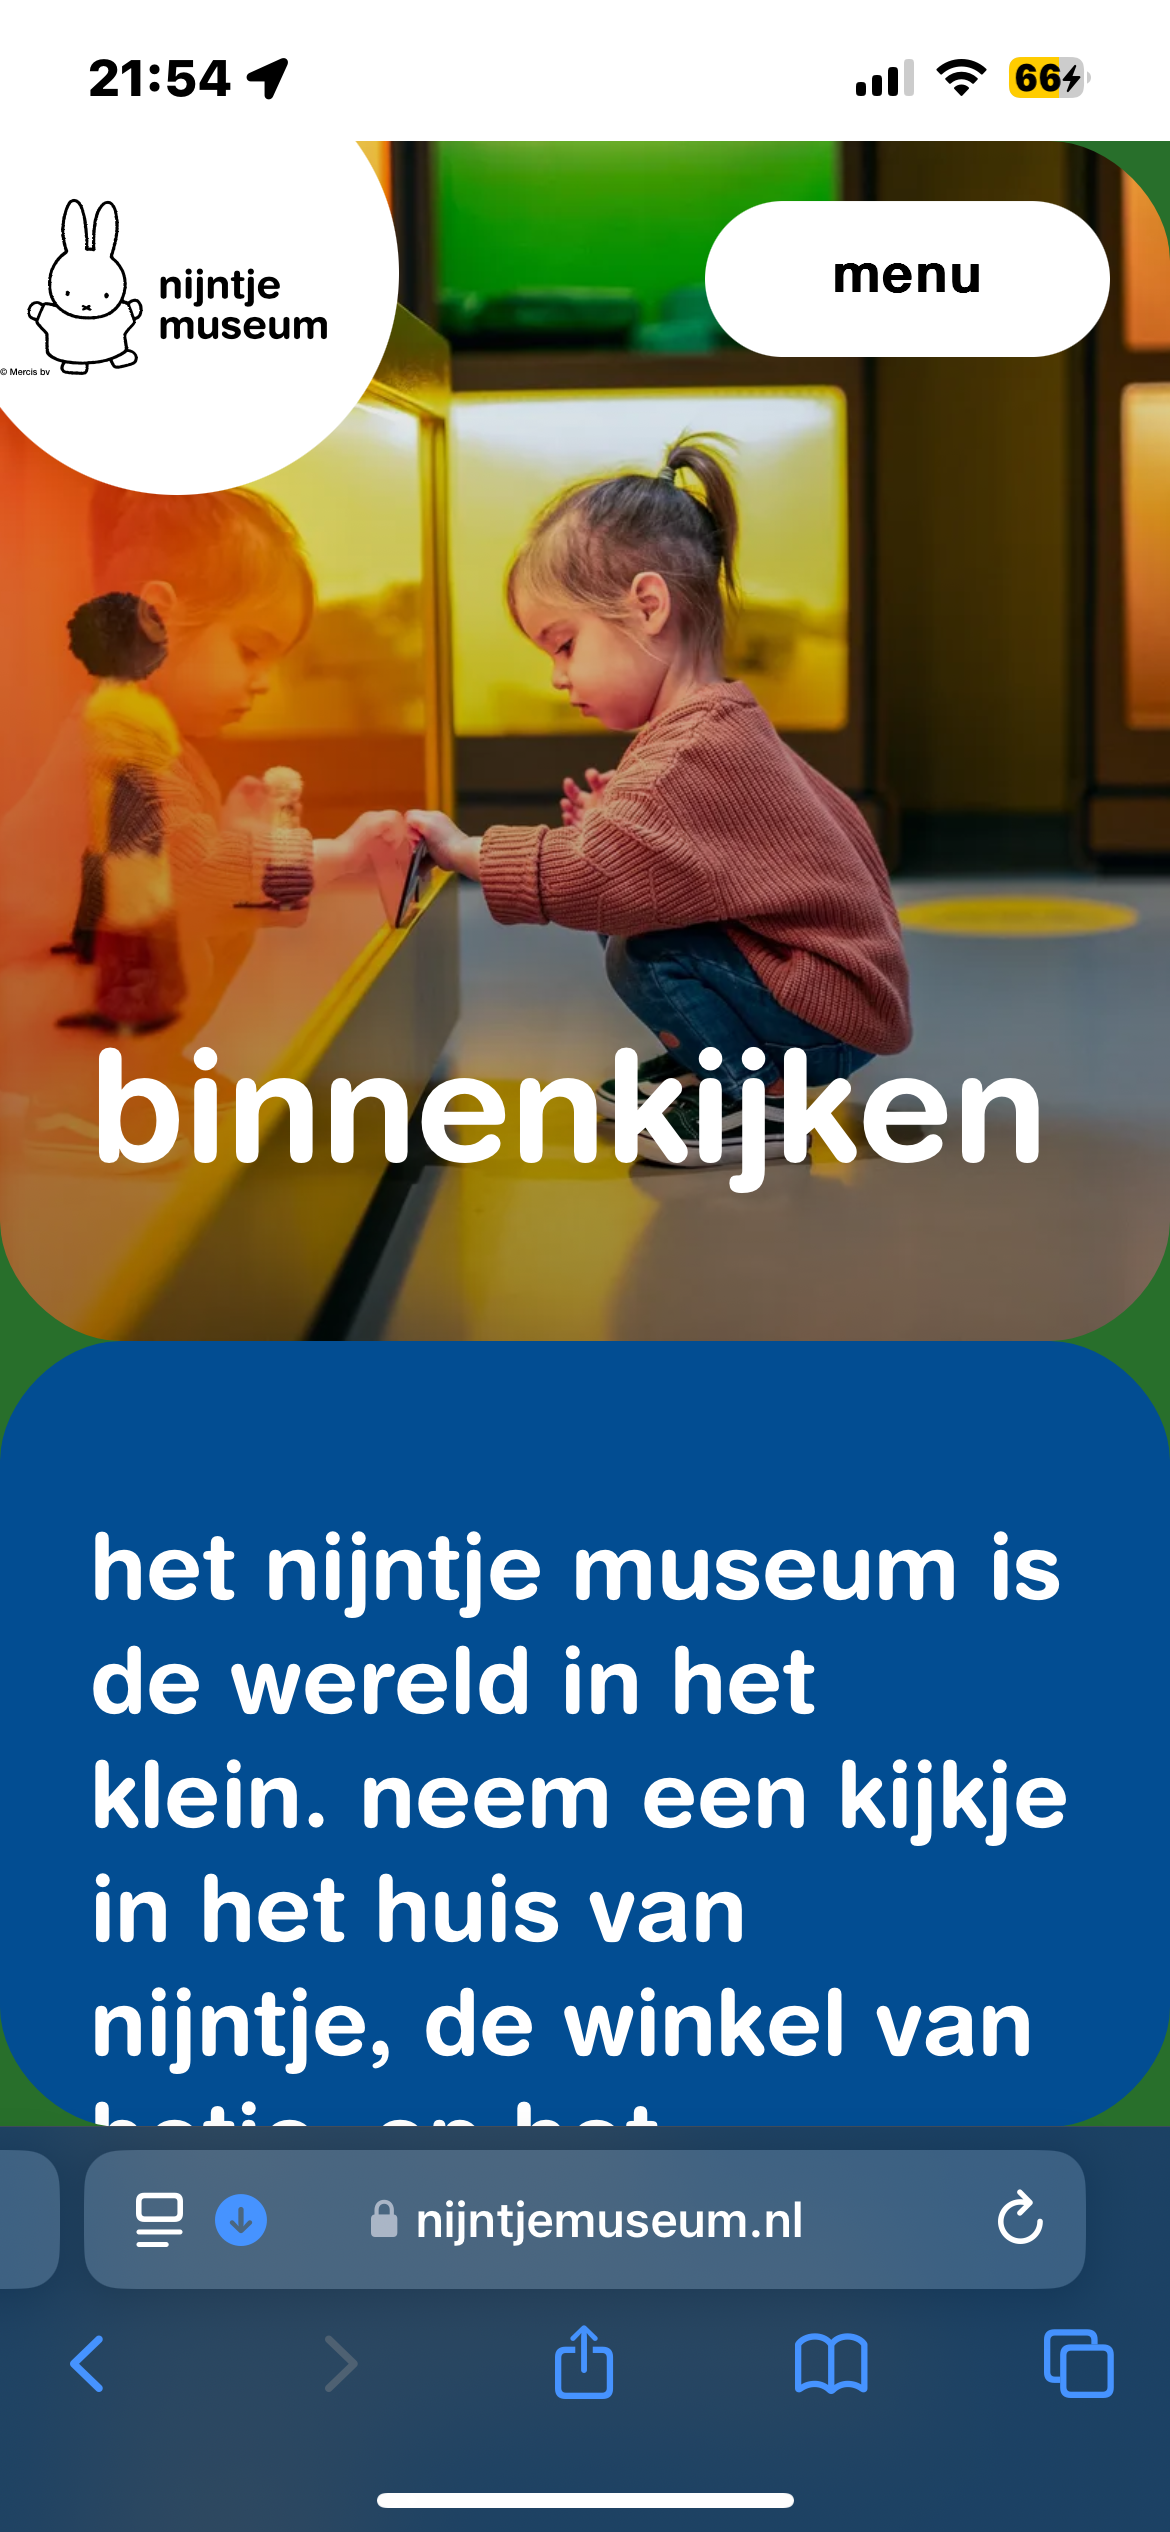 21:54
66
nijntje
museum
© Mercis bv
menu
binnenkijken
het nijntje museum is
de wereld in het
klein. neem een kijkje
in het huis van
nijntje, de winkel van
nijntjemuseum.nl